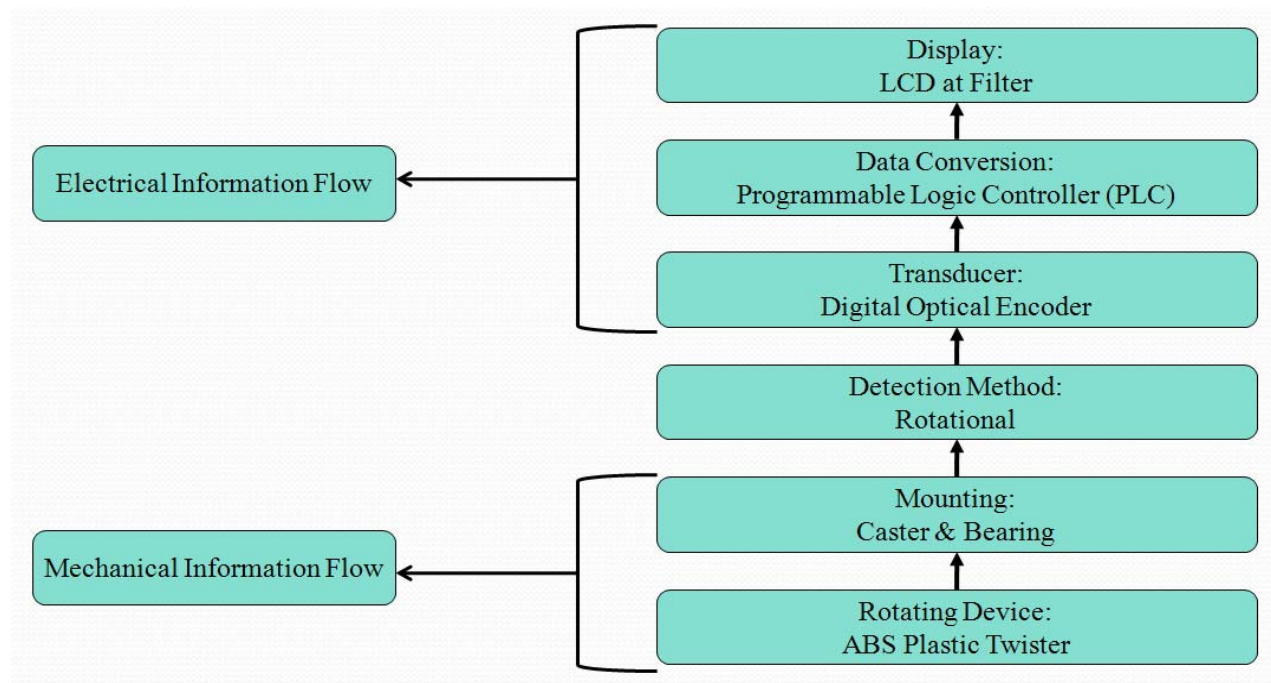 Display:
LCD at Filter
Electrical Information Flow
Data Conversion:
Programmable Logic Controller (PLC)
Transducer:
Digital Optical Encoder
Detection Method:
Rotational
Mounting:
Caster & Bearing
Mechanical Information Flow
Rotating Device:
ABS Plastic Twister